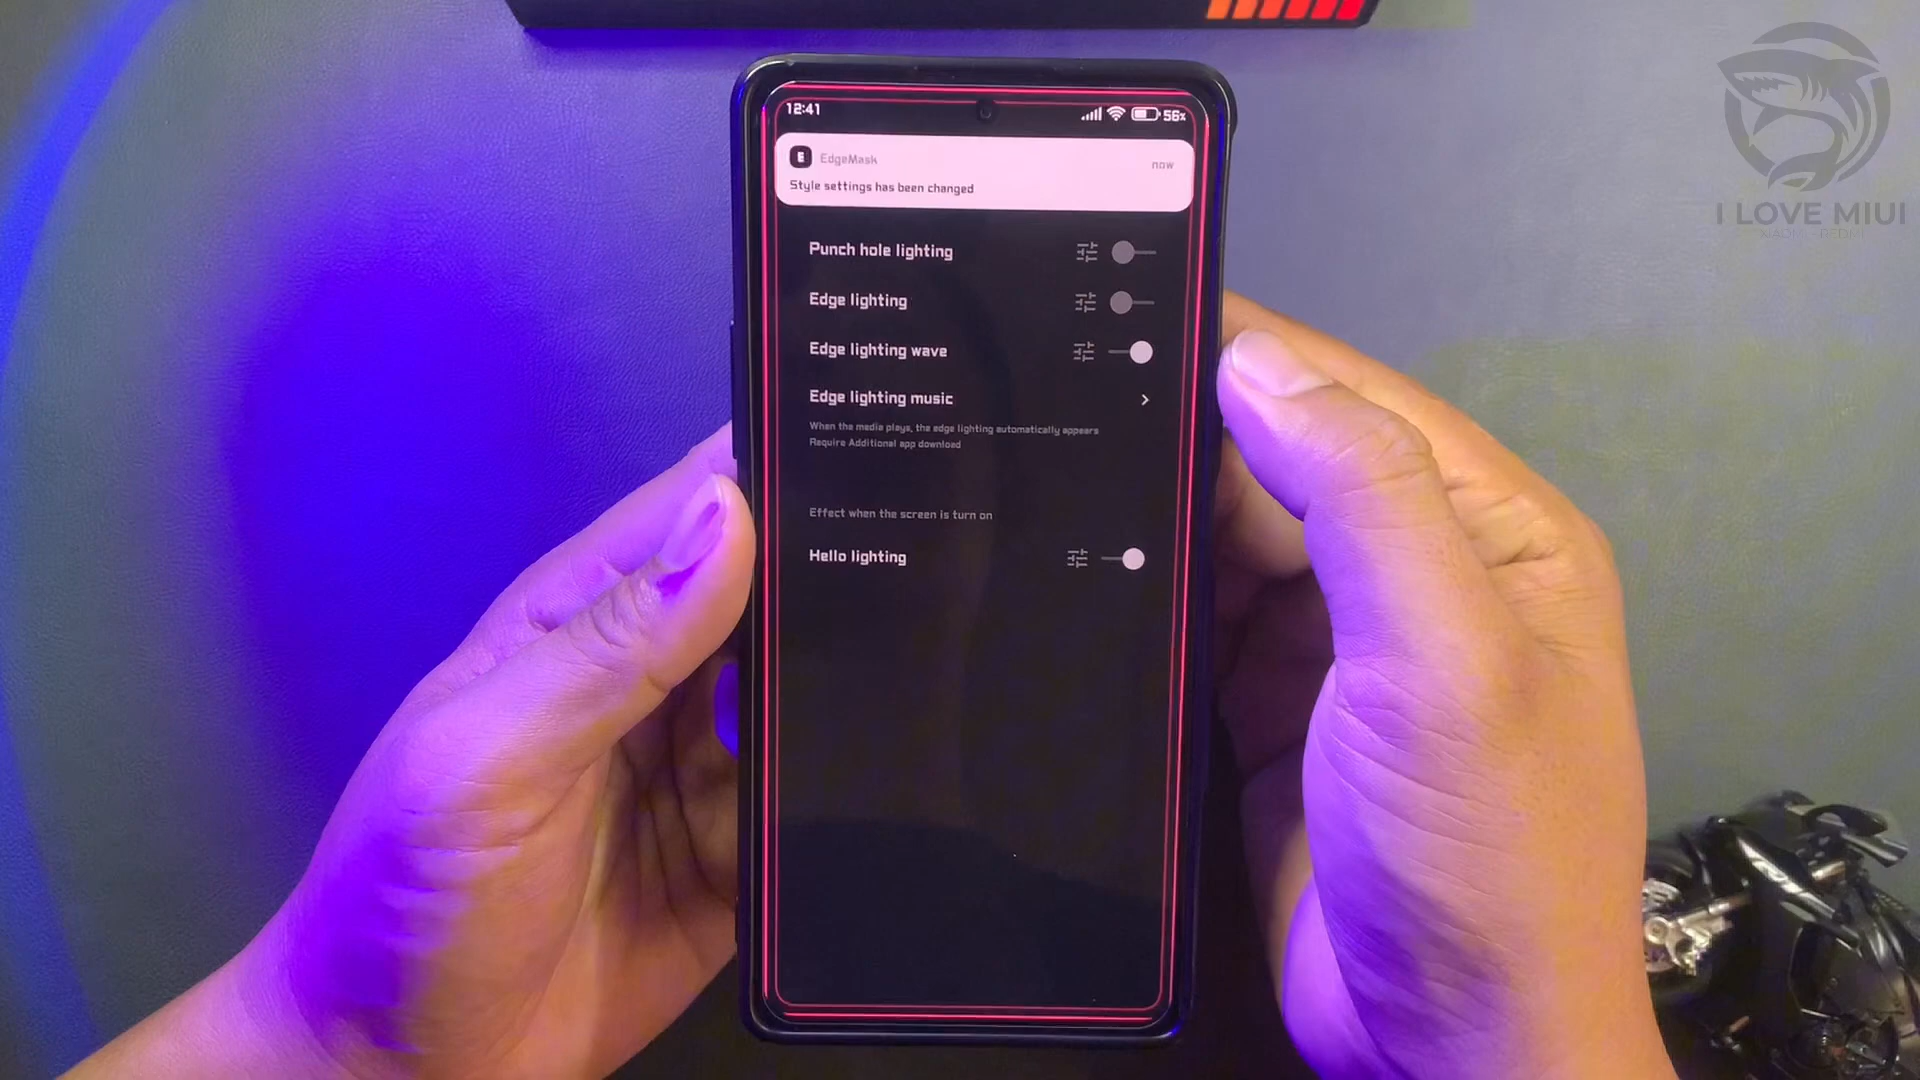 12:41
56%
E
EdgeMask
now
Style settings has been changed
Punch hole lighting
Edge lighting
Edge lighting wave
Edge lighting music
When the media plays, the edge lighting automatically appears
Require Additional app download
Effect when the screen is turn on
Hello lighting
I LOVE MIUI